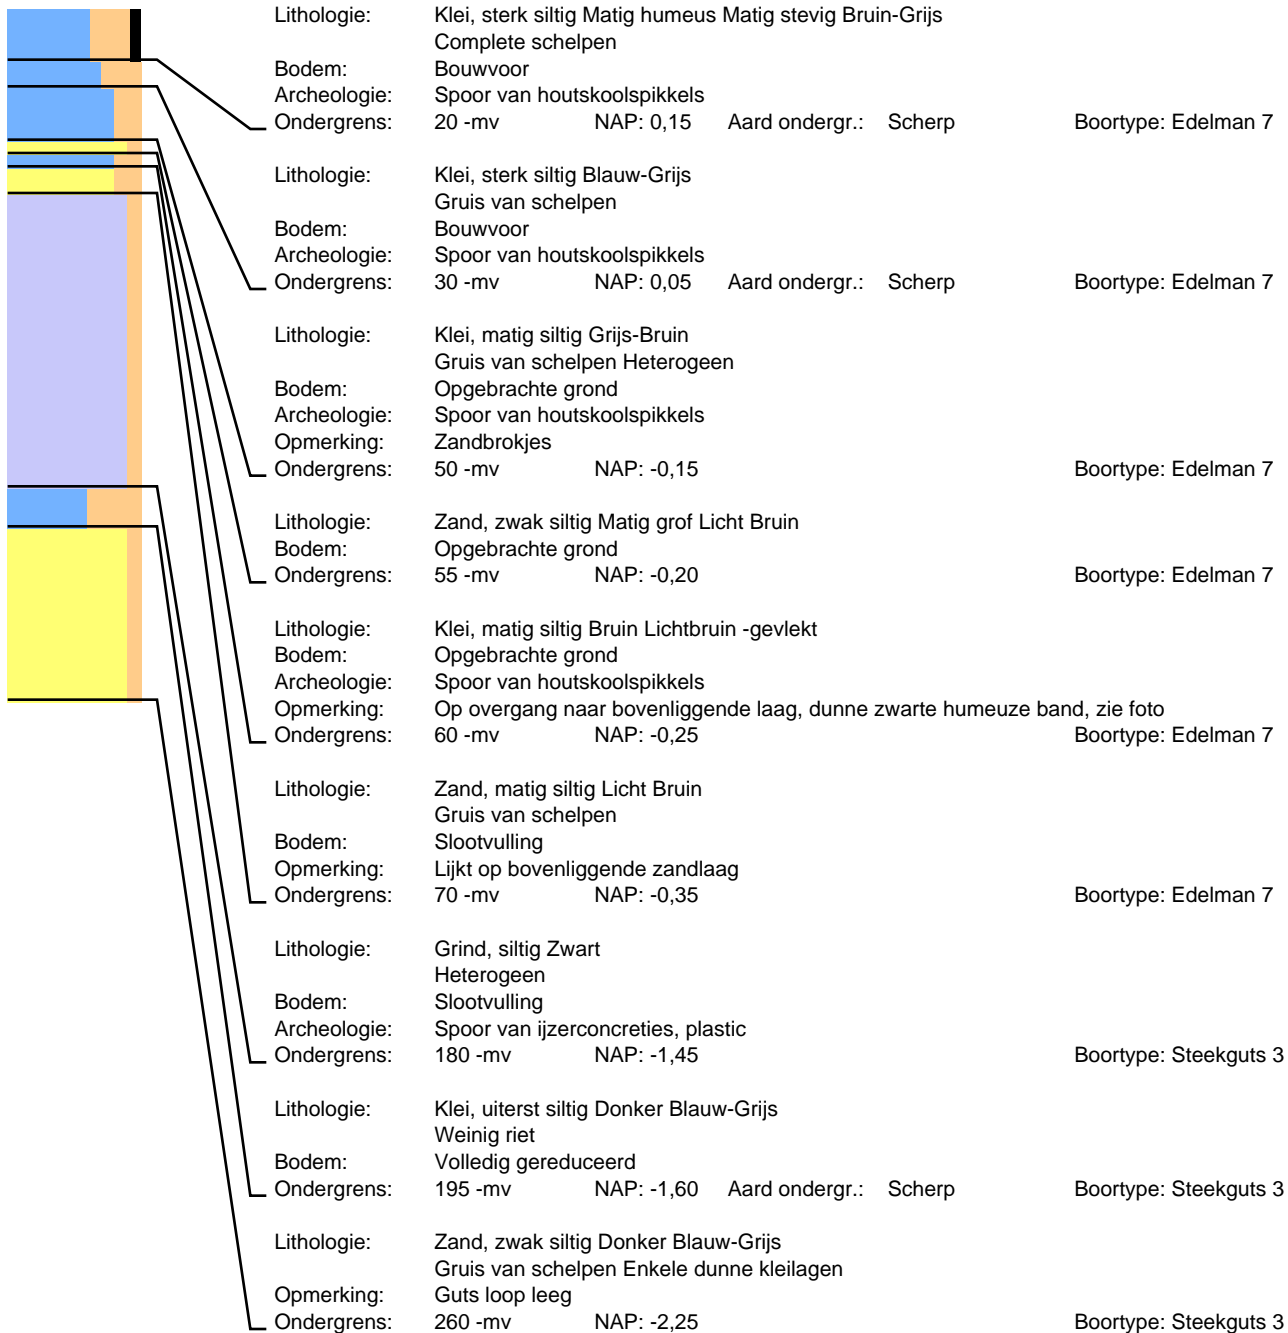 Lithologie: Klei, sterk siltig Matig humeus Matig stevig Bruin-Grijs
Complete schelpen
Bodem: Bouwvoor
Archeologie: Spoor van houtskoolspikkels
Ondergrens: 20 -mv NAP: 0,15 Aard ondergr.: Scherp Boortype: Edelman 7
Lithologie: Klei, sterk siltig Blauw-Grijs
Gruis van schelpen
Bodem: Bouwvoor
Archeologie: Spoor van houtskoolspikkels
Ondergrens: 30 -mv NAP: 0,05 Aard ondergr.: Scherp Boortype: Edelman 7
Lithologie: Klei, matig siltig Grijs-Bruin
Gruis van schelpen Heterogeen
Bodem: Opgebrachte grond
Archeologie: Spoor van houtskoolspikkels
Opmerking: Zandbrokjes
Ondergrens: 50 -mv NAP: -0,15 Boortype: Edelman 7
Lithologie: Zand, zwak siltig Matig grof Licht Bruin
Bodem: Opgebrachte grond
Ondergrens: 55 -mv NAP: -0,20 Boortype: Edelman 7
Lithologie: Klei, matig siltig Bruin Lichtbruin -gevlekt
Bodem: Opgebrachte grond
Archeologie: Spoor van houtskoolspikkels
Opmerking: Op overgang naar bovenliggende laag, dunne zwarte humeuze band, zie foto
Ondergrens: 60 -mv NAP: -0,25 Boortype: Edelman 7
Lithologie: Zand, matig siltig Licht Bruin
Gruis van schelpen
Bodem: Slootvulling
Opmerking: Lijkt op bovenliggende zandlaag
Ondergrens: 70 -mv NAP: -0,35 Boortype: Edelman 7
Lithologie: Grind, siltig Zwart
Heterogeen
Bodem: Slootvulling
Archeologie: Spoor van ijzerconcreties, plastic
Ondergrens: 180 -mv NAP: -1,45 Boortype: Steekguts 3
Lithologie: Klei, uiterst siltig Donker Blauw-Grijs
Weinig riet
Bodem: Volledig gereduceerd
Ondergrens: 195 -mv NAP: -1,60 Aard ondergr.: Scherp Boortype: Steekguts 3
Lithologie: Zand, zwak siltig Donker Blauw-Grijs
Gruis van schelpen Enkele dunne kleilagen
Opmerking: Guts loop leeg
Ondergrens: 260 -mv NAP: -2,25 Boortype: Steekguts 3